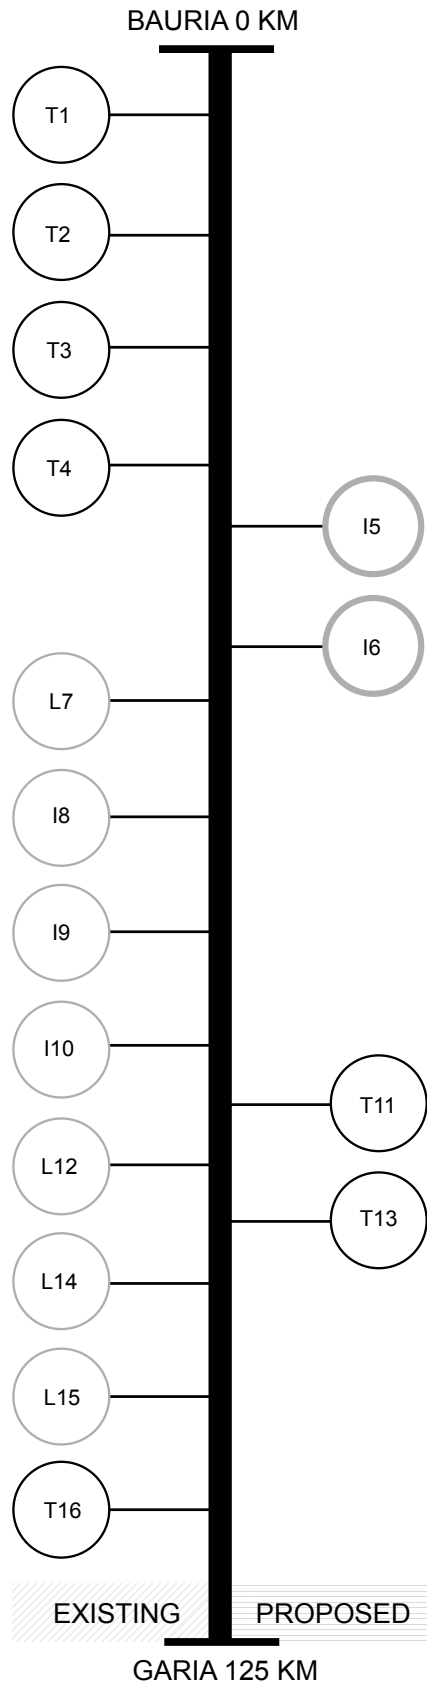 BAURIA 0 KM
T1
T2
T3
T4
I5
I6
L7
I8
I9
I10
T11
L12
T13
L14
L15
T16
EXISTING PROPOSED
GARIA 125 KM